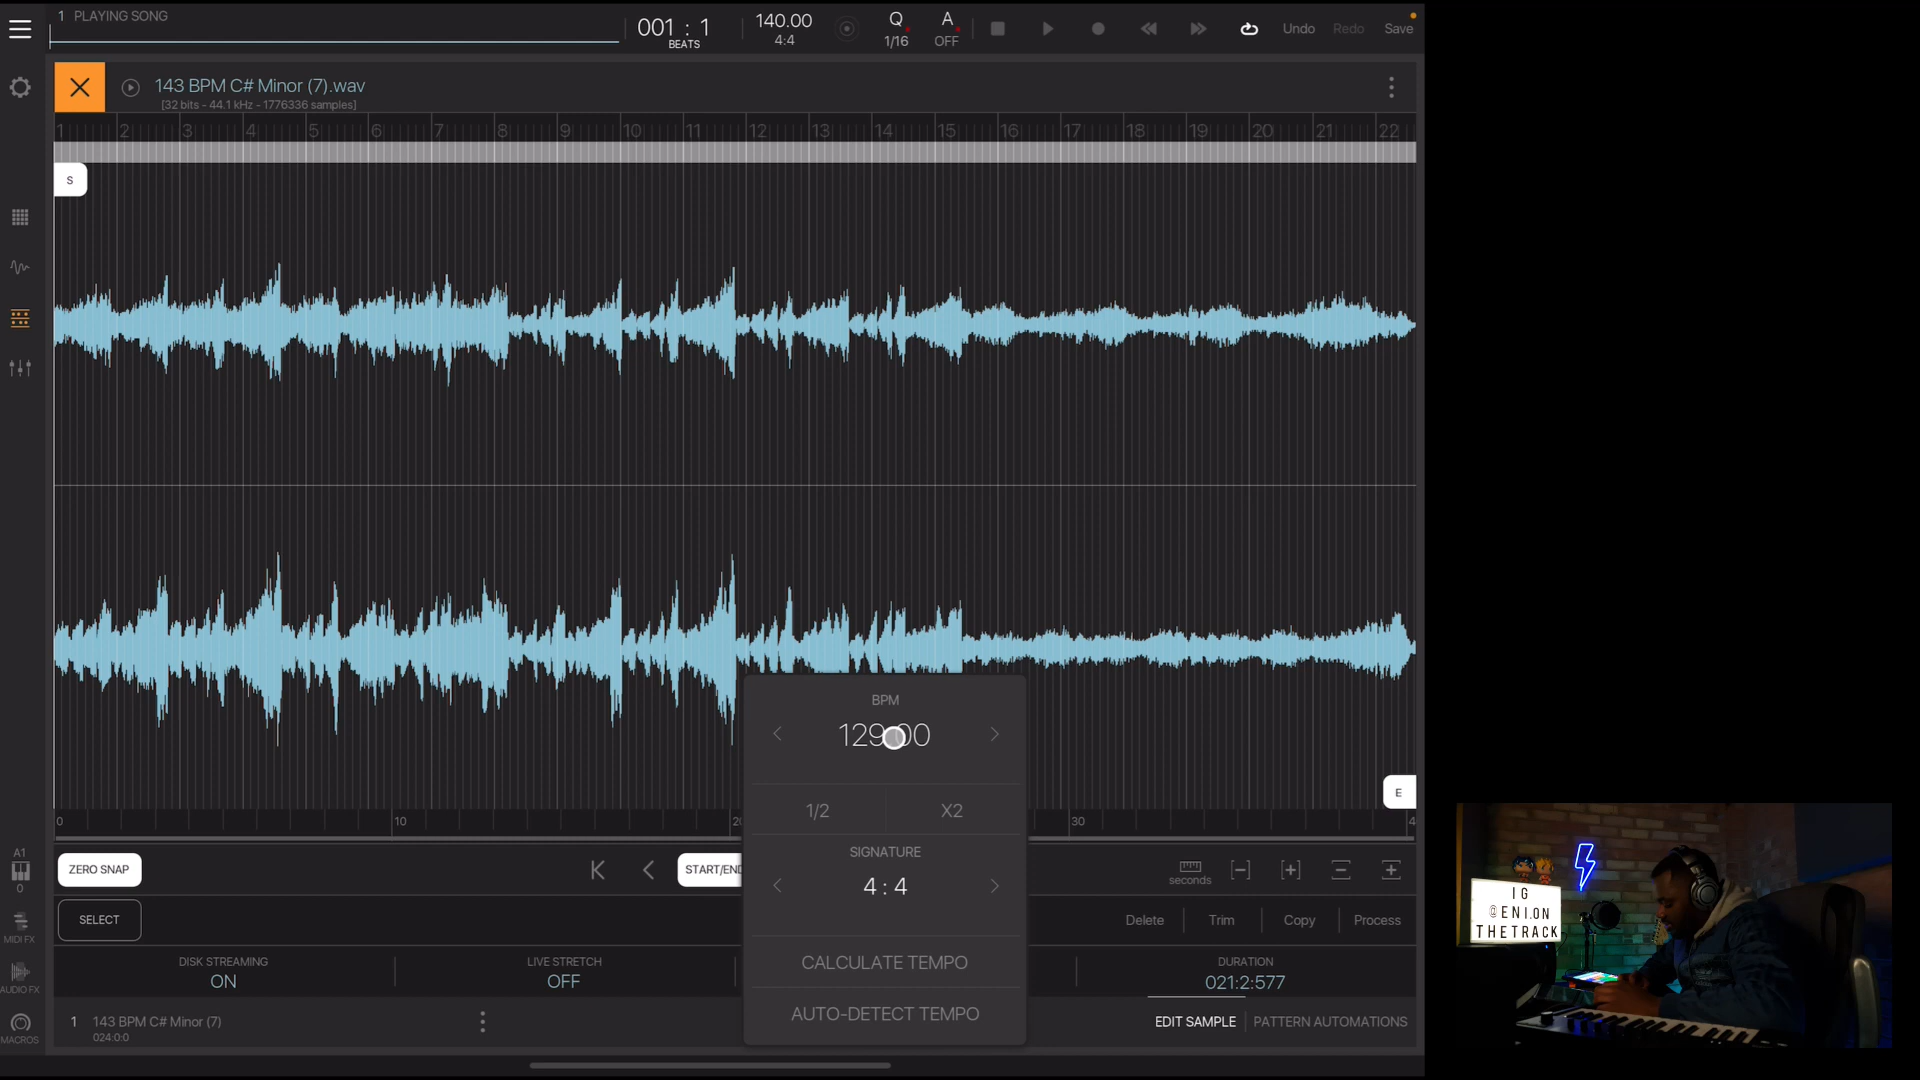 1 PLAYING SONG
001 : 1
BEATS
140.00
4:4
Q
1/16
A
OFF
Undo
Redo
Save
143 BPM C# Minor (7).wav
[32 bits - 44.1 kHz - 1776336 samples]
1 2 3 4 5 6 7 8 9 10 11 12 13 14 15 16 17 18 19 20 21 22
S
E
BPM
129.00
1/2
X2
SIGNATURE
4 : 4
CALCULATE TEMPO
AUTO-DETECT TEMPO
0 10 20 30 4
ZERO SNAP
START/END
seconds
SELECT
Delete
Trim
Copy
Process
DISK STREAMING
ON
LIVE STRETCH
OFF
DURATION
021:2:577
1 143 BPM C# Minor (7)
024:0:0
EDIT SAMPLE
PATTERN AUTOMATIONS
A1
0
MIDI FX
AUDIO FX
MACROS
IG
@ENI.ON
THETRACK